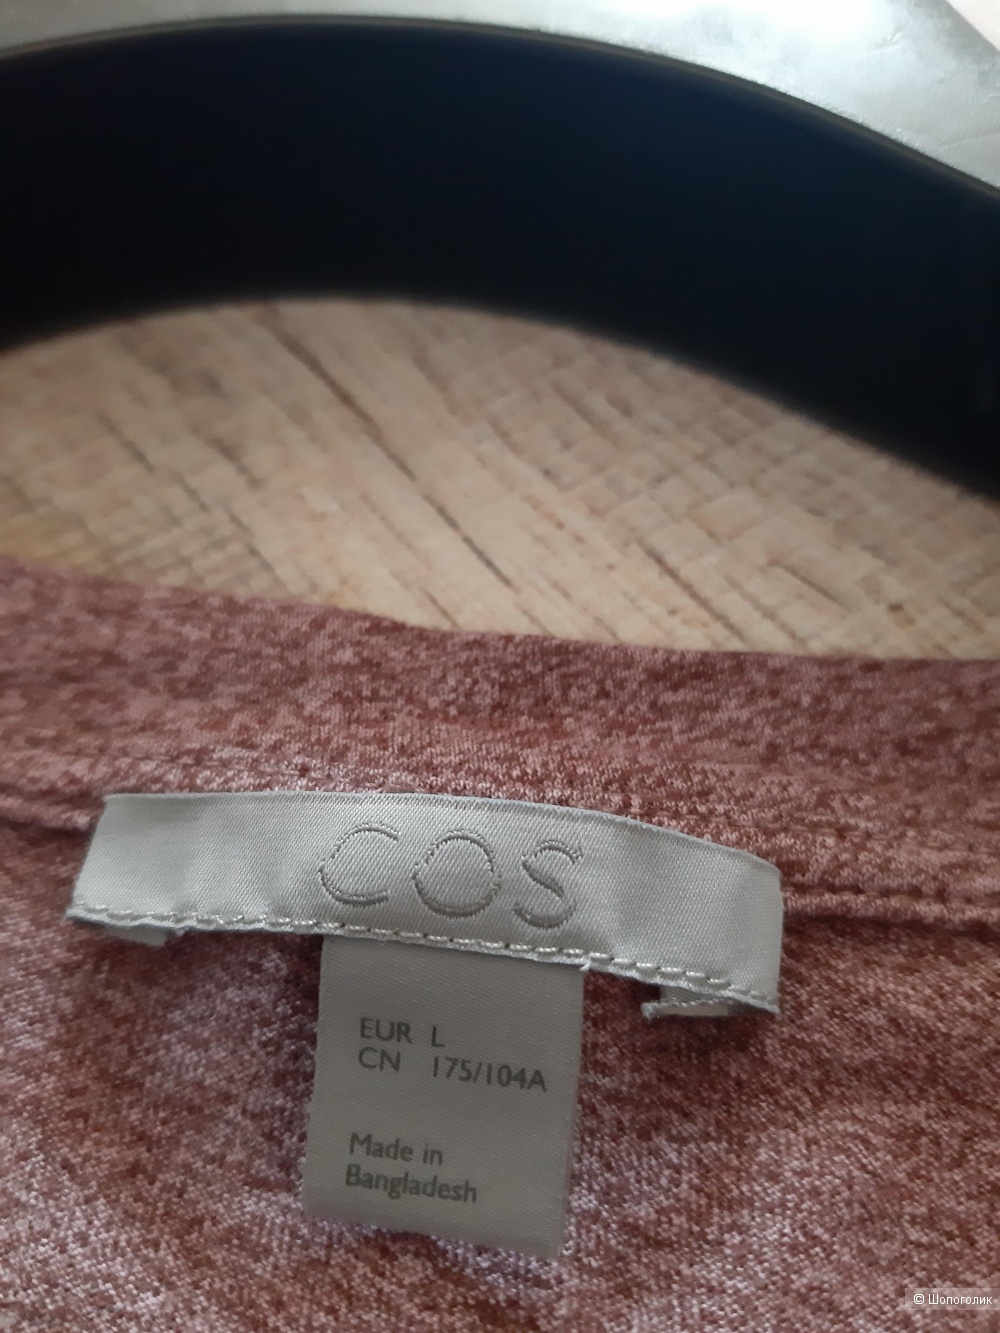 COS
EUR L
CN 175/104A
Made in
Bangladesh
© Шопоголик